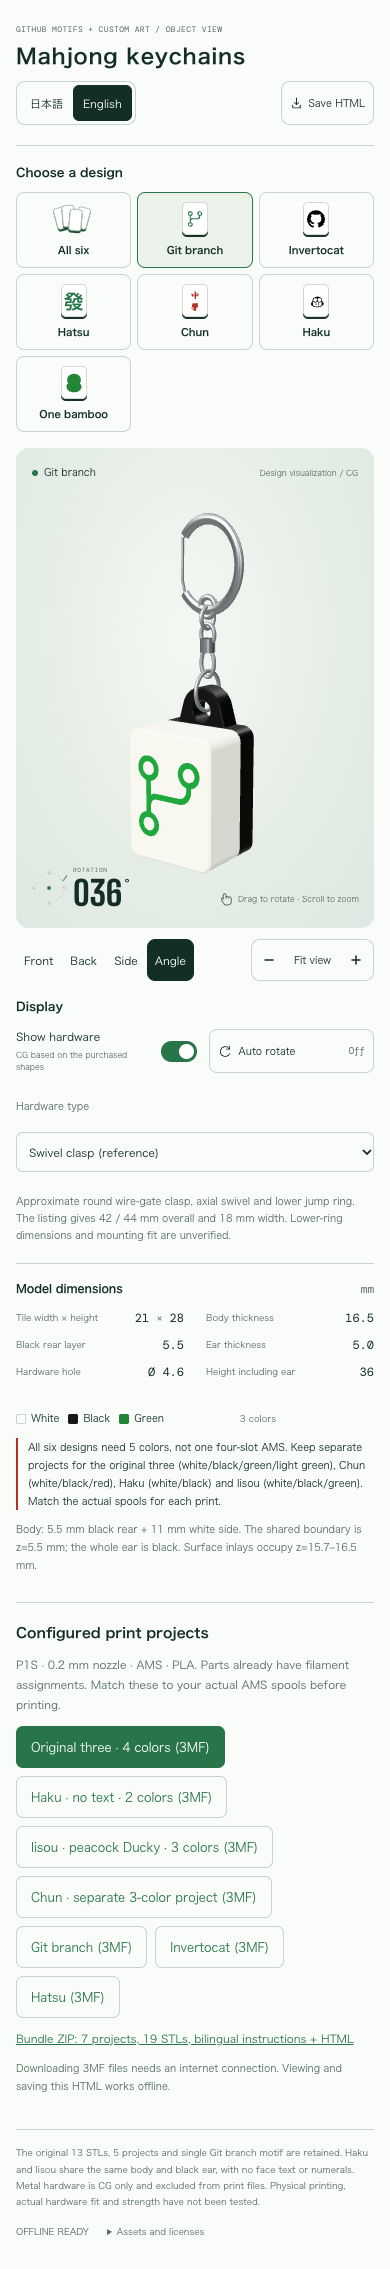 GITHUB MOTIFS + CUSTOM ART / OBJECT VIEW
Mahjong keychains
日本語
English
Save HTML
Choose a design
All six
Git branch
Invertocat
發
Hatsu
中
Chun
Haku
One bamboo
Git branch
Design visualization / CG
ROTATION
036°
Drag to rotate · Scroll to zoom
Front
Back
Side
Angle
− Fit view +
Display
Show hardware
CG based on the purchased
shapes
Auto rotate
Off
Hardware type
Swivel clasp (reference)
Approximate round wire-gate clasp, axial swivel and lower jump ring.
The listing gives 42 / 44 mm overall and 18 mm width. Lower-ring
dimensions and mounting fit are unverified.
Model dimensions
mm
Tile width × height 21 × 28
Body thickness 16.5
Black rear layer 5.5
Ear thickness 5.0
Hardware hole Ø 4.6
Height including ear 36
White Black Green
3 colors
All six designs need 5 colors, not one four-slot AMS. Keep separate
projects for the original three (white/black/green/light green), Chun
(white/black/red), Haku (white/black) and Iisou (white/black/green).
Match the actual spools for each print.
Body: 5.5 mm black rear + 11 mm white side. The shared boundary is
z=5.5 mm; the whole ear is black. Surface inlays occupy z=15.7–16.5
mm.
Configured print projects
P1S · 0.2 mm nozzle · AMS · PLA. Parts already have filament
assignments. Match these to your actual AMS spools before
printing.
Original three · 4 colors (3MF)
Haku · no text · 2 colors (3MF)
Iisou · peacock Ducky · 3 colors (3MF)
Chun · separate 3-color project (3MF)
Git branch (3MF)
Invertocat (3MF)
Hatsu (3MF)
Bundle ZIP: 7 projects, 19 STLs, bilingual instructions + HTML
Downloading 3MF files needs an internet connection. Viewing and
saving this HTML works offline.
The original 13 STLs, 5 projects and single Git branch motif are retained. Haku
and Iisou share the same body and black ear, with no face text or numerals.
Metal hardware is CG only and excluded from print files. Physical printing,
actual hardware fit and strength have not been tested.
OFFLINE READY
Assets and licenses